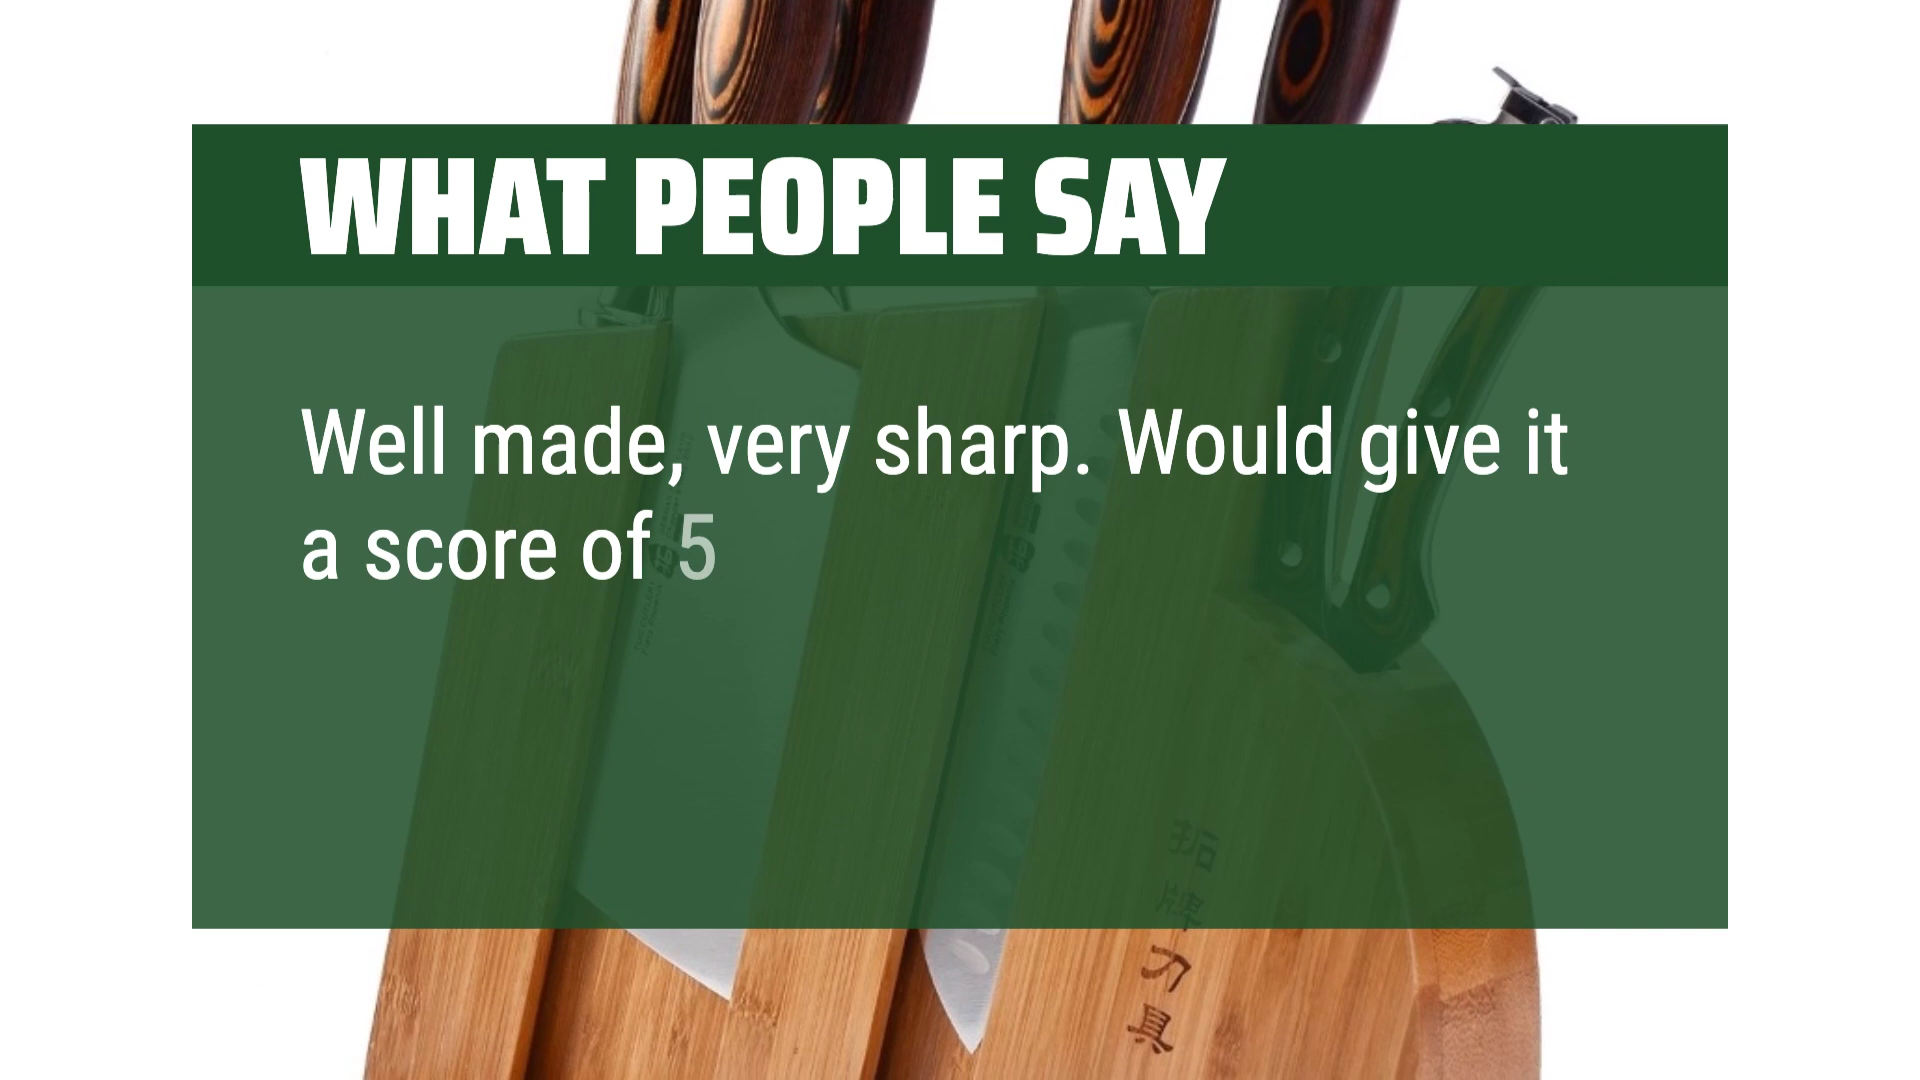 WHAT PEOPLE SAY
Well made, very sharp. Would give it
a score of 5
拓
牌
刀
具